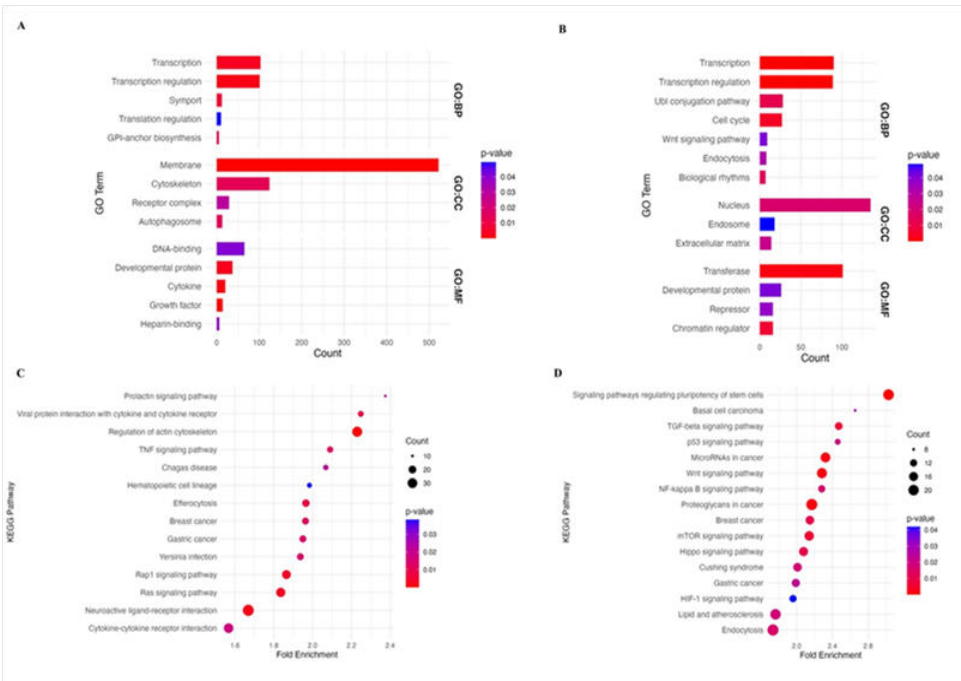 A
Transcription
Transcription regulation
Symport
Translation regulation
GPI-anchor biosynthesis
GO:BP
Membrane
Cytoskeleton
Receptor complex
Autophagosome
GO:CC
DNA-binding
Developmental protein
Cytokine
Growth factor
Heparin-binding
GO:MF
GO Term
0 100 200 300 400 500
Count
p-value
0.04
0.03
0.02
0.01
B
Transcription
Transcription regulation
Ubl conjugation pathway
Cell cycle
Wnt signaling pathway
Endocytosis
Biological rhythms
GO:BP
Nucleus
Endosome
Extracellular matrix
GO:CC
Transferase
Developmental protein
Repressor
Chromatin regulator
GO:MF
GO Term
0 50 100
Count
p-value
0.04
0.03
0.02
0.01
C
Prolactin signaling pathway
Viral protein interaction with cytokine and cytokine receptor
Regulation of actin cytoskeleton
TNF signaling pathway
Chagas disease
Hematopoietic cell lineage
Efferocytosis
Breast cancer
Gastric cancer
Yersinia infection
Rap1 signaling pathway
Ras signaling pathway
Neuroactive ligand-receptor interaction
Cytokine-cytokine receptor interaction
KEGG Pathway
1.6 1.8 2.0 2.2 2.4
Fold Enrichment
Count
10
20
30
p-value
0.03
0.02
0.01
D
Signaling pathways regulating pluripotency of stem cells
Basal cell carcinoma
TGF-beta signaling pathway
p53 signaling pathway
MicroRNAs in cancer
Wnt signaling pathway
NF-kappa B signaling pathway
Proteoglycans in cancer
Breast cancer
mTOR signaling pathway
Hippo signaling pathway
Cushing syndrome
Gastric cancer
HIF-1 signaling pathway
Lipid and atherosclerosis
Endocytosis
KEGG Pathway
2.0 2.4 2.8
Fold Enrichment
Count
8
12
16
20
p-value
0.04
0.03
0.02
0.01